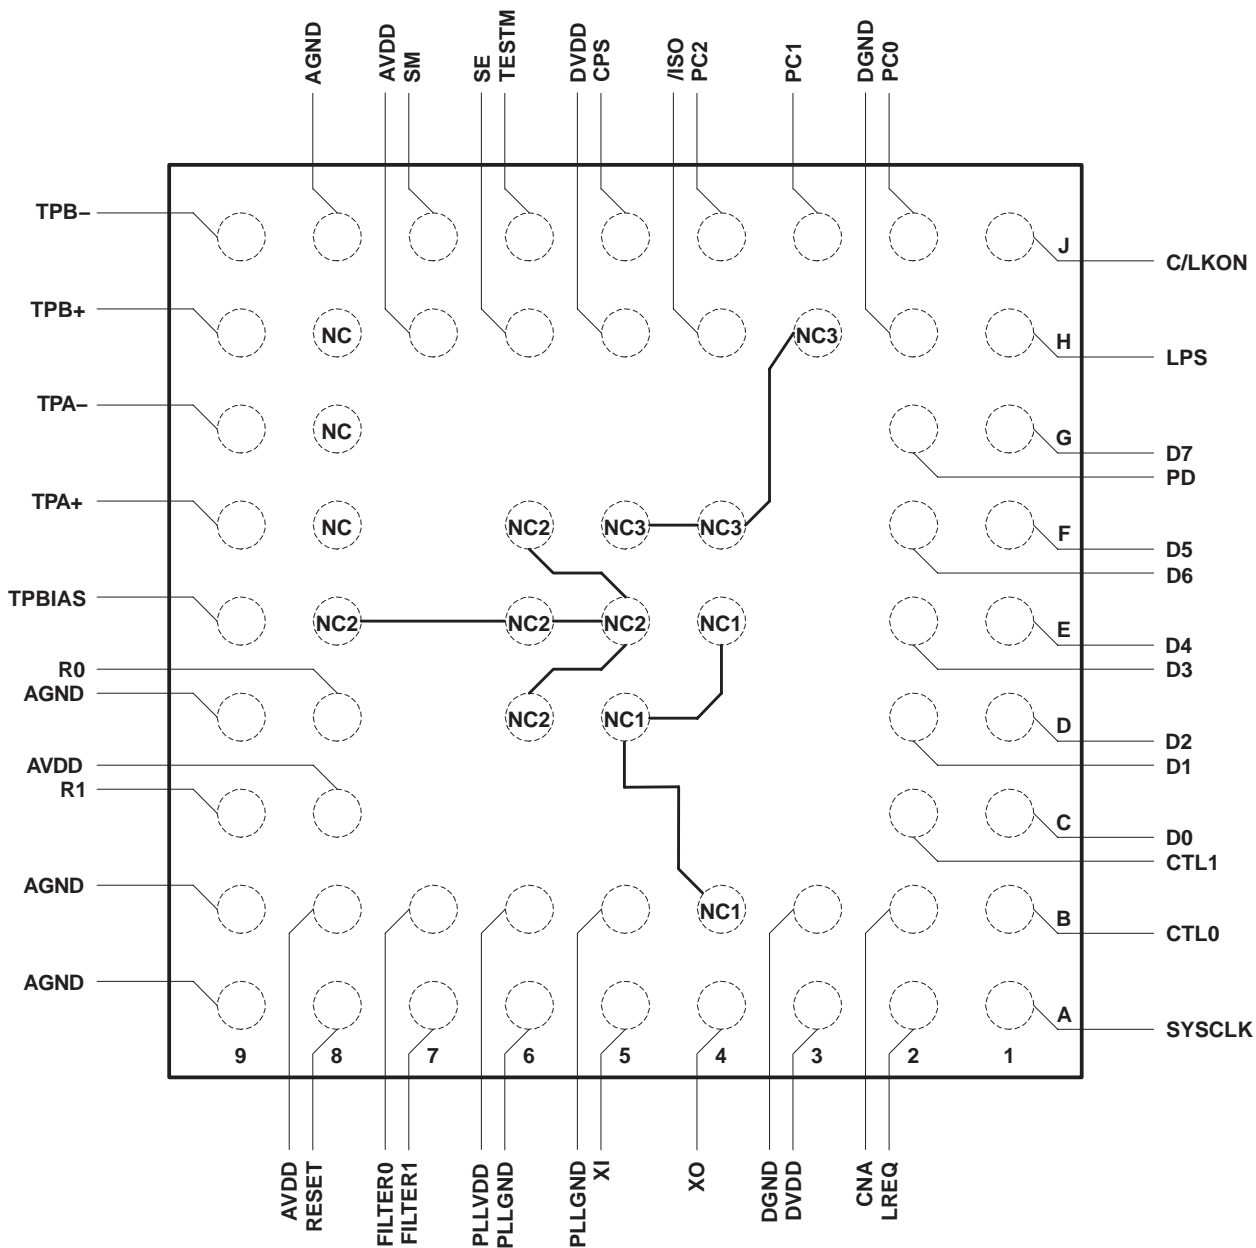 AGND
AVDD
SM
SE
TESTM
DVDD
CPS
/ISO
PC2
PC1
DGND
PC0
TPB–
J
C/LKON
TPB+
NC
NC3
H
LPS
TPA–
NC
G
D7
PD
TPA+
NC
NC2
NC3
NC3
F
D5
D6
TPBIAS
NC2
NC2
NC2
NC1
E
D4
D3
R0
AGND
NC2
NC1
D
D2
D1
AVDD
R1
C
D0
CTL1
AGND
NC1
B
CTL0
AGND
A
SYSCLK
9 8 7 6 5 4 3 2 1
AVDD
RESET
FILTER0
FILTER1
PLLVDD
PLLGND
PLLGND
XI
XO
DGND
DVDD
CNA
LREQ